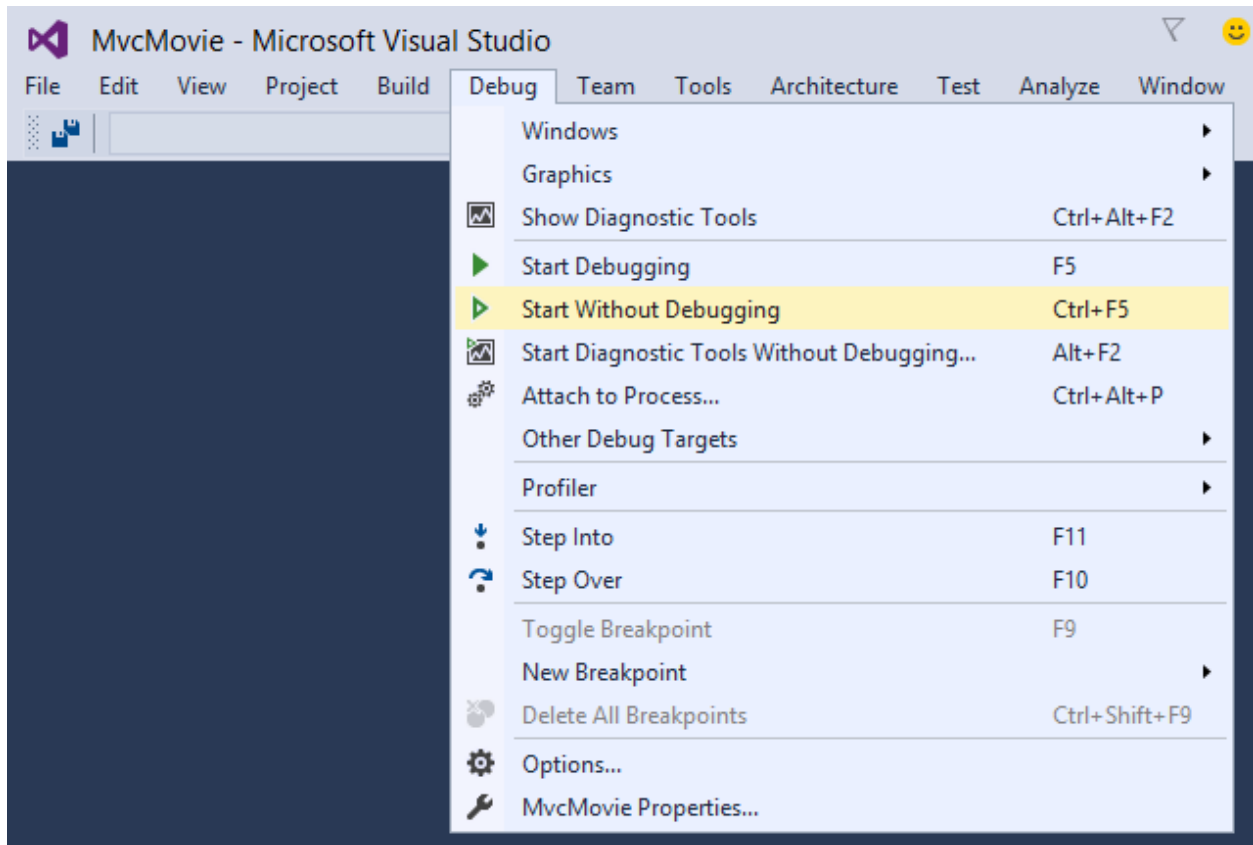 MvcMovie - Microsoft Visual Studio
File Edit View Project Build Debug Team Tools Architecture Test Analyze Window
Windows
Graphics
Show Diagnostic Tools Ctrl+Alt+F2
Start Debugging F5
Start Without Debugging Ctrl+F5
Start Diagnostic Tools Without Debugging... Alt+F2
Attach to Process... Ctrl+Alt+P
Other Debug Targets
Profiler
Step Into F11
Step Over F10
Toggle Breakpoint F9
New Breakpoint
Delete All Breakpoints Ctrl+Shift+F9
Options...
MvcMovie Properties...